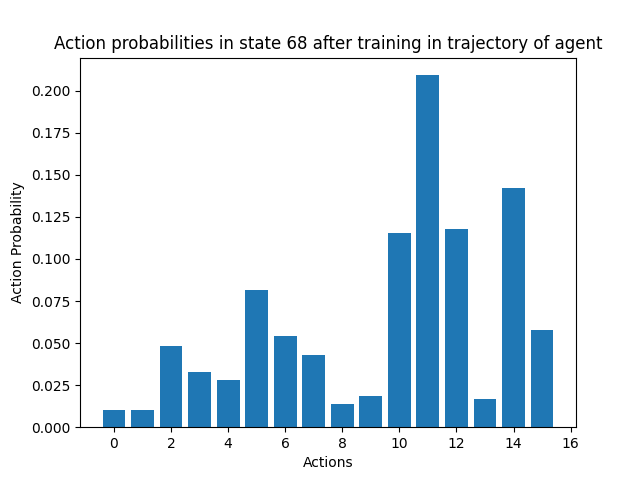 Action probabilities in state 68 after training in trajectory of agent
Action Probability
0.200
0.175
0.150
0.125
0.100
0.075
0.050
0.025
0.000
0 2 4 6 8 10 12 14 16
Actions